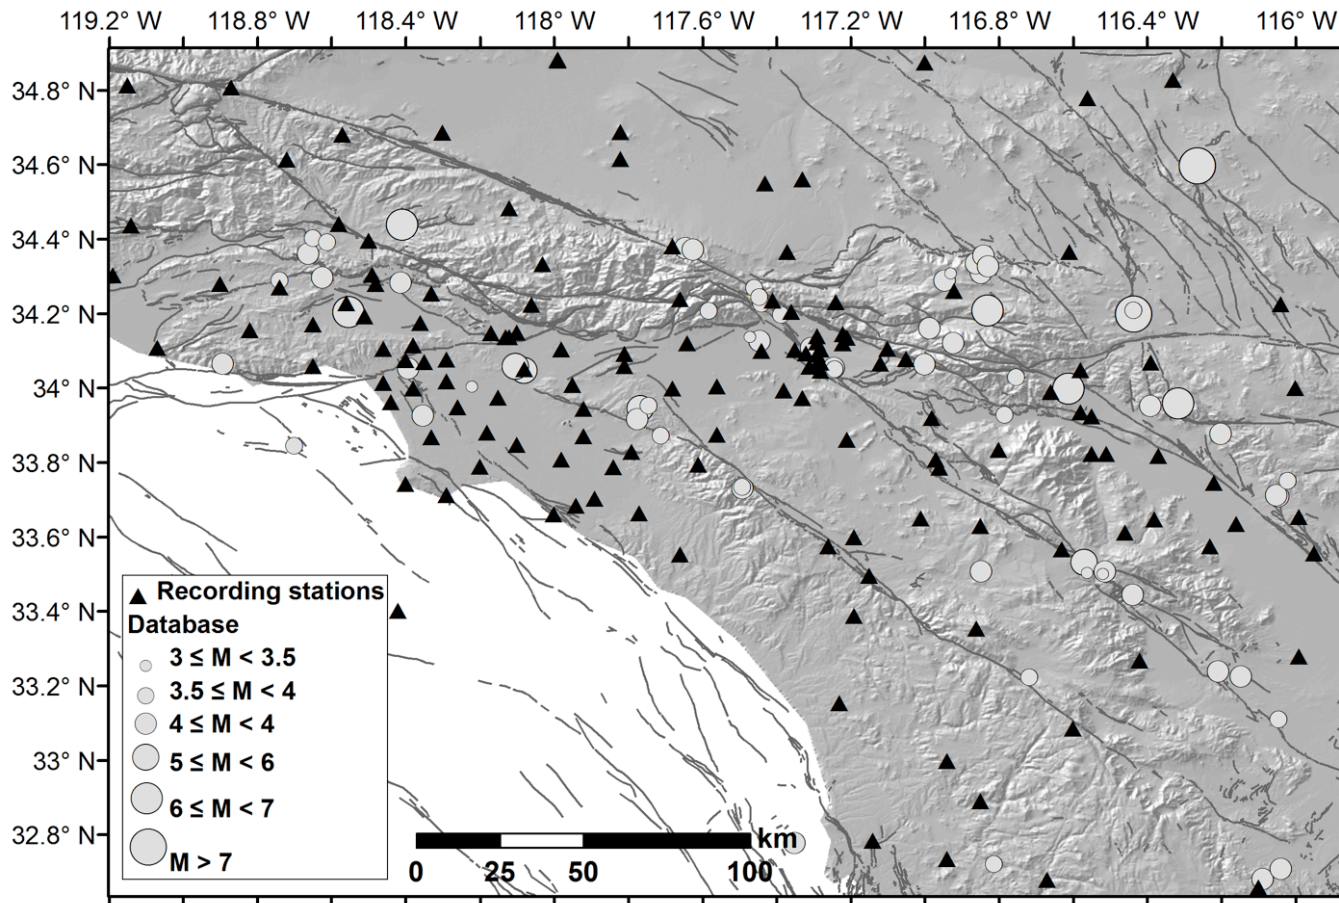 119.2° W 118.8° W 118.4° W 118° W 117.6° W 117.2° W 116.8° W 116.4° W 116° W
34.8° N
34.6° N
34.4° N
34.2° N
34° N
33.8° N
33.6° N
33.4° N
33.2° N
33° N
32.8° N
Recording stations
Database
3 ≤ M < 3.5
3.5 ≤ M < 4
4 ≤ M < 4
5 ≤ M < 6
6 ≤ M < 7
M > 7
km
0 25 50 100